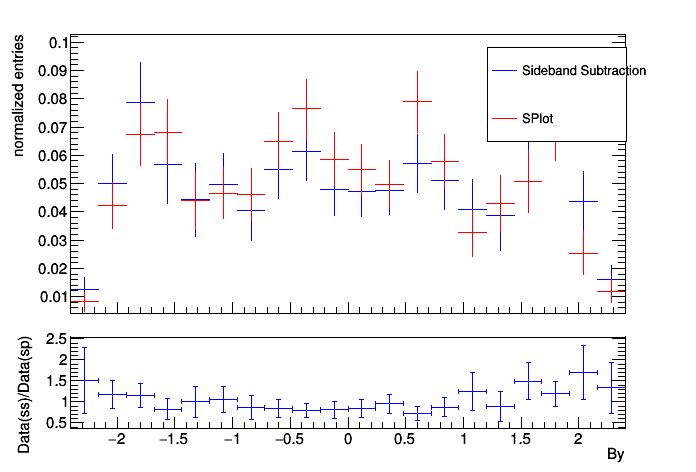 normalized entries
0.1
0.09
0.08
0.07
0.06
0.05
0.04
0.03
0.02
0.01
Sideband Subtraction
SPlot
Data(ss)/Data(sp)
2.5
2
1.5
1
0.5
−2 −1.5 −1 −0.5 0 0.5 1 1.5 2
By